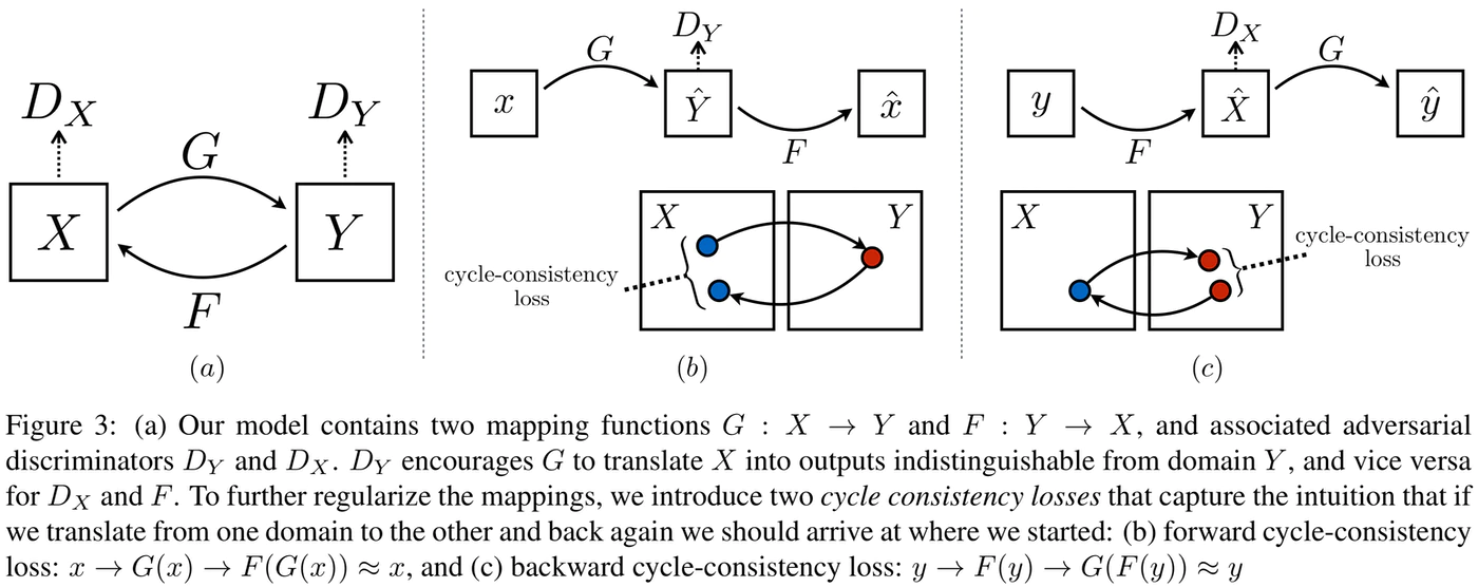 D_X
D_Y
G
X
Y
F
(a)
D_Y
G
x
Ŷ
x̂
F
X
Y
cycle-consistency
loss
(b)
D_X
G
y
X̂
ŷ
F
X
Y
cycle-consistency
loss
(c)
Figure 3: (a) Our model contains two mapping functions G : X → Y and F : Y → X, and associated adversarial
discriminators D_Y and D_X. D_Y encourages G to translate X into outputs indistinguishable from domain Y, and vice versa
for D_X and F. To further regularize the mappings, we introduce two cycle consistency losses that capture the intuition that if
we translate from one domain to the other and back again we should arrive at where we started: (b) forward cycle-consistency
loss: x → G(x) → F(G(x)) ≈ x, and (c) backward cycle-consistency loss: y → F(y) → G(F(y)) ≈ y